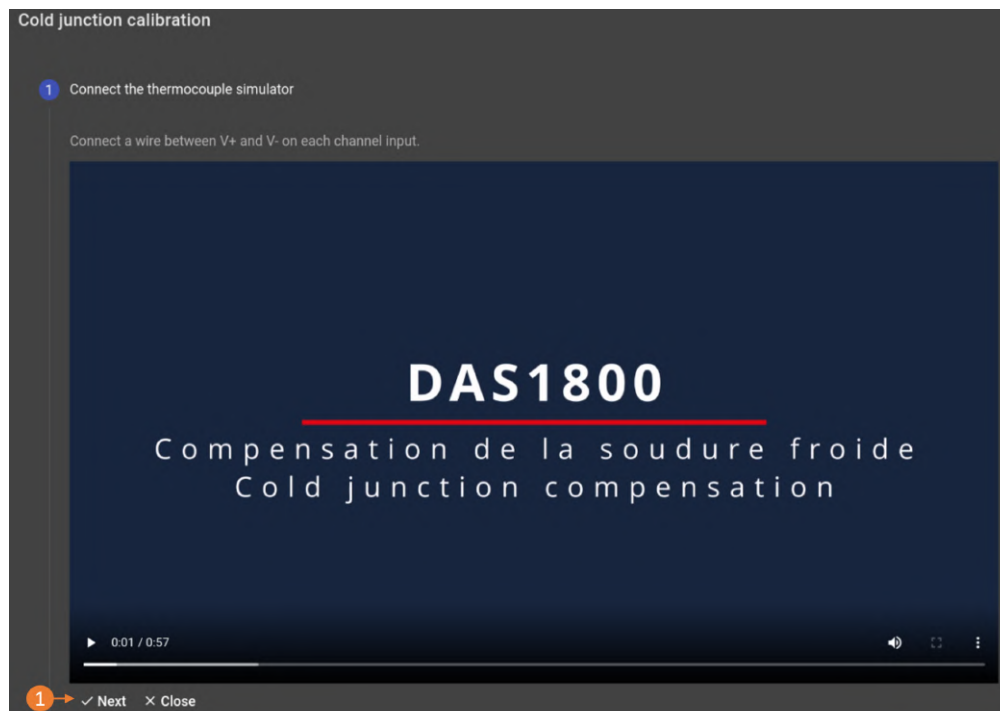 Cold junction calibration
1 Connect the thermocouple simulator
Connect a wire between V+ and V- on each channel input.
DAS1800
Compensation de la soudure froide
Cold junction compensation
0:01 / 0:57
1 Next Close